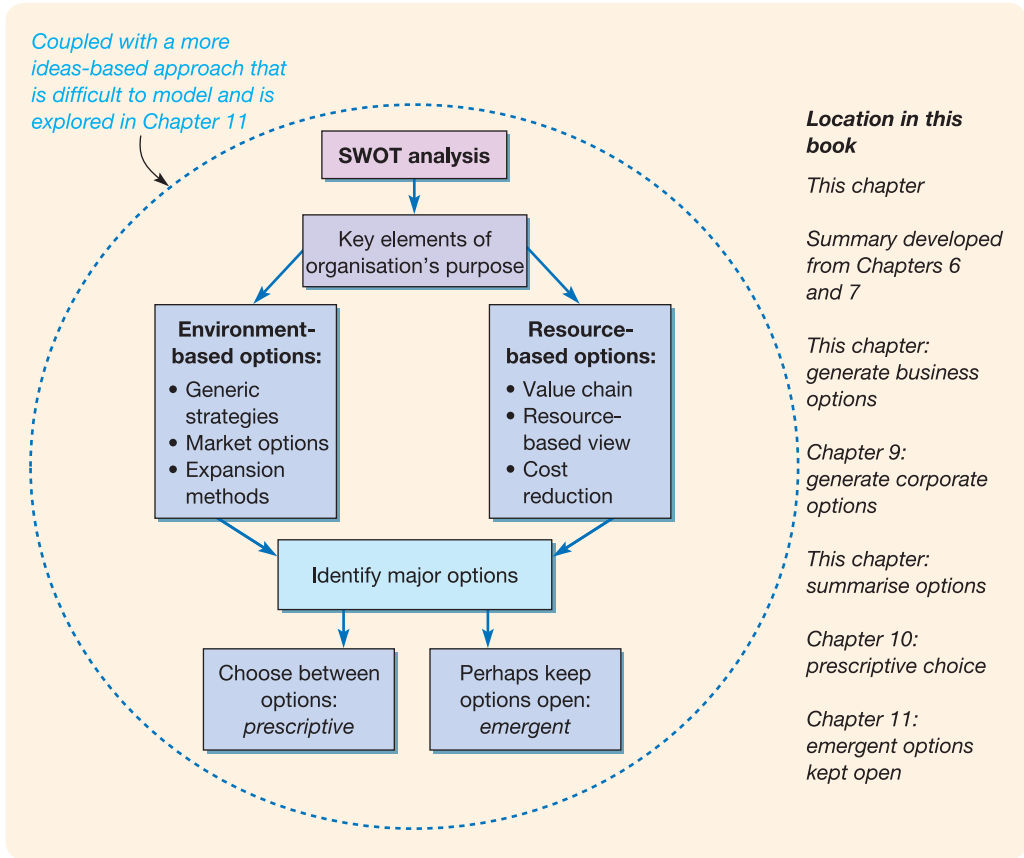 Coupled with a more
ideas-based approach that
is difficult to model and is
explored in Chapter 11
SWOT analysis
Key elements of
organisation's purpose
Environment-
based options:
• Generic
strategies
• Market options
• Expansion
methods
Resource-
based options:
• Value chain
• Resource-
based view
• Cost
reduction
Identify major options
Choose between
options:
prescriptive
Perhaps keep
options open:
emergent
Location in this
book
This chapter
Summary developed
from Chapters 6
and 7
This chapter:
generate business
options
Chapter 9:
generate corporate
options
This chapter:
summarise options
Chapter 10:
prescriptive choice
Chapter 11:
emergent options
kept open